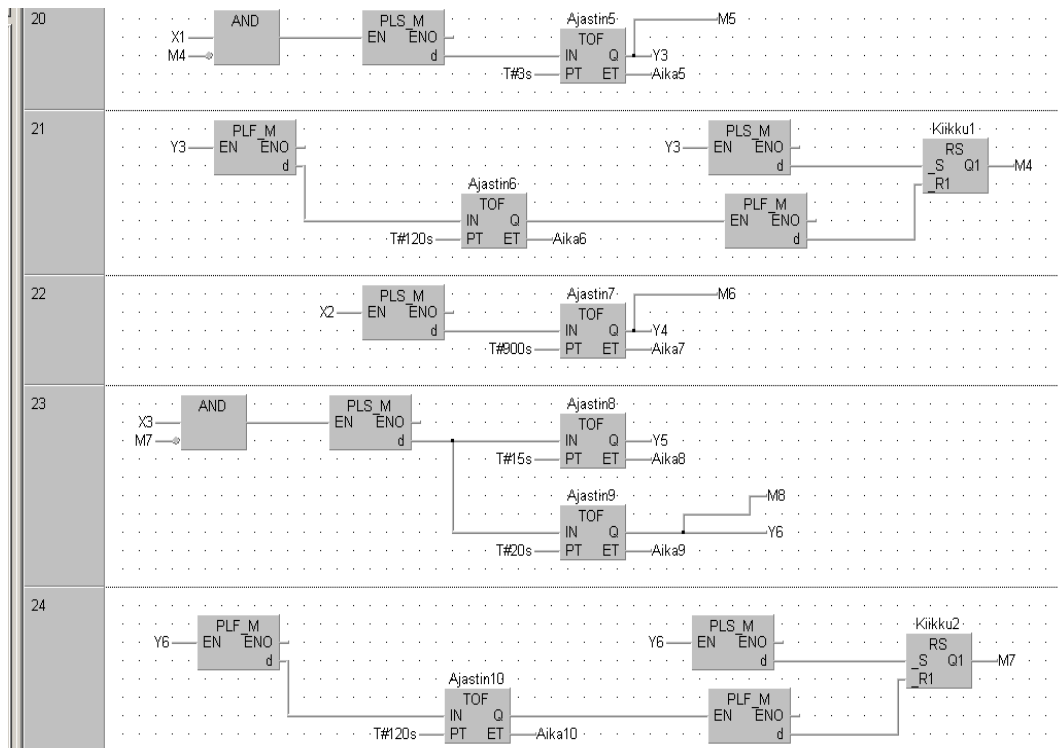 20
AND
PLS_M
Ajastin5
M5
X1
EN ENO
TOF
M4
d
IN Q
Y3
T#3s
PT ET
Aika5
21
PLF_M
PLS_M
Kiikku1
Y3
EN ENO
Y3
EN ENO
RS
d
d
_S Q1
M4
Ajastin6
_R1
TOF
PLF_M
IN Q
EN ENO
T#120s
PT ET
Aika6
d
22
PLS_M
Ajastin7
M6
X2
EN ENO
TOF
d
IN Q
Y4
T#900s
PT ET
Aika7
23
AND
PLS_M
Ajastin8
X3
EN ENO
TOF
M7
d
IN Q
Y5
T#15s
PT ET
Aika8
Ajastin9
M8
TOF
IN Q
Y6
T#20s
PT ET
Aika9
24
PLF_M
PLS_M
Kiikku2
Y6
EN ENO
Y6
EN ENO
RS
d
d
_S Q1
M7
Ajastin10
_R1
TOF
PLF_M
IN Q
EN ENO
T#120s
PT ET
Aika10
d